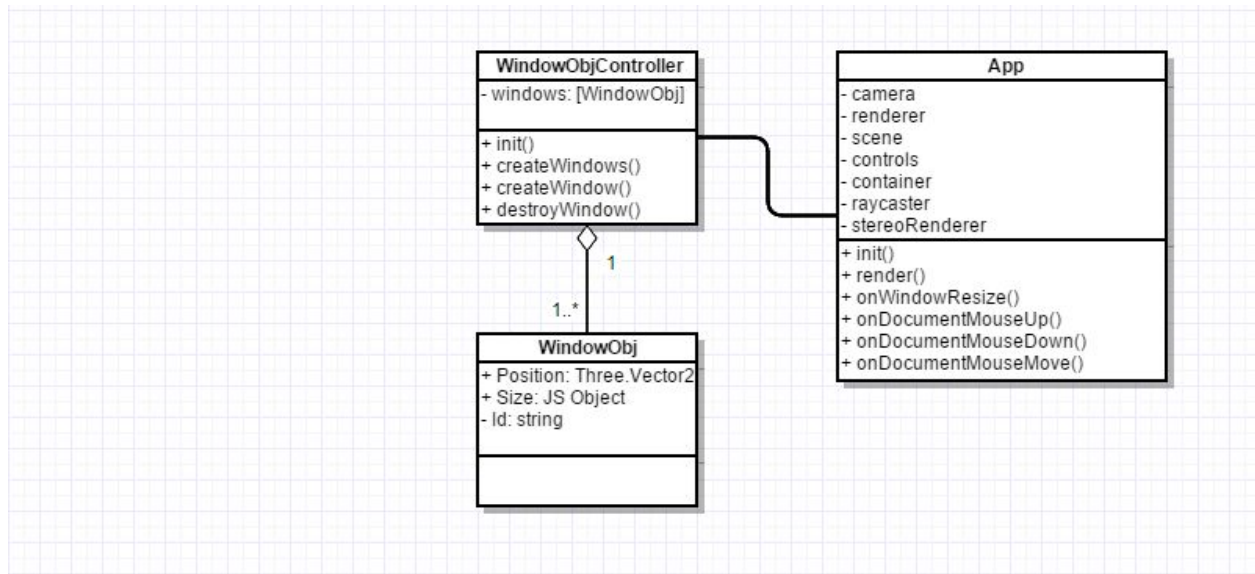 WindowObjController
- windows: [WindowObj]
+ init()
+ createWindows()
+ createWindow()
+ destroyWindow()
1
1..*
WindowObj
+ Position: Three.Vector2
+ Size: JS Object
- Id: string
App
- camera
- renderer
- scene
- controls
- container
- raycaster
- stereoRenderer
+ init()
+ render()
+ onWindowResize()
+ onDocumentMouseUp()
+ onDocumentMouseDown()
+ onDocumentMouseMove()